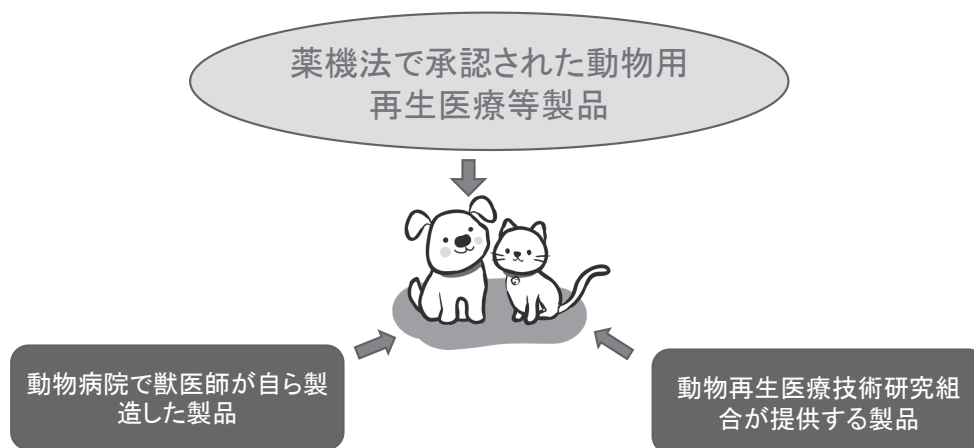 薬機法で承認された動物用
再生医療等製品
動物病院で獣医師が自ら製
造した製品
動物再生医療技術研究組
合が提供する製品